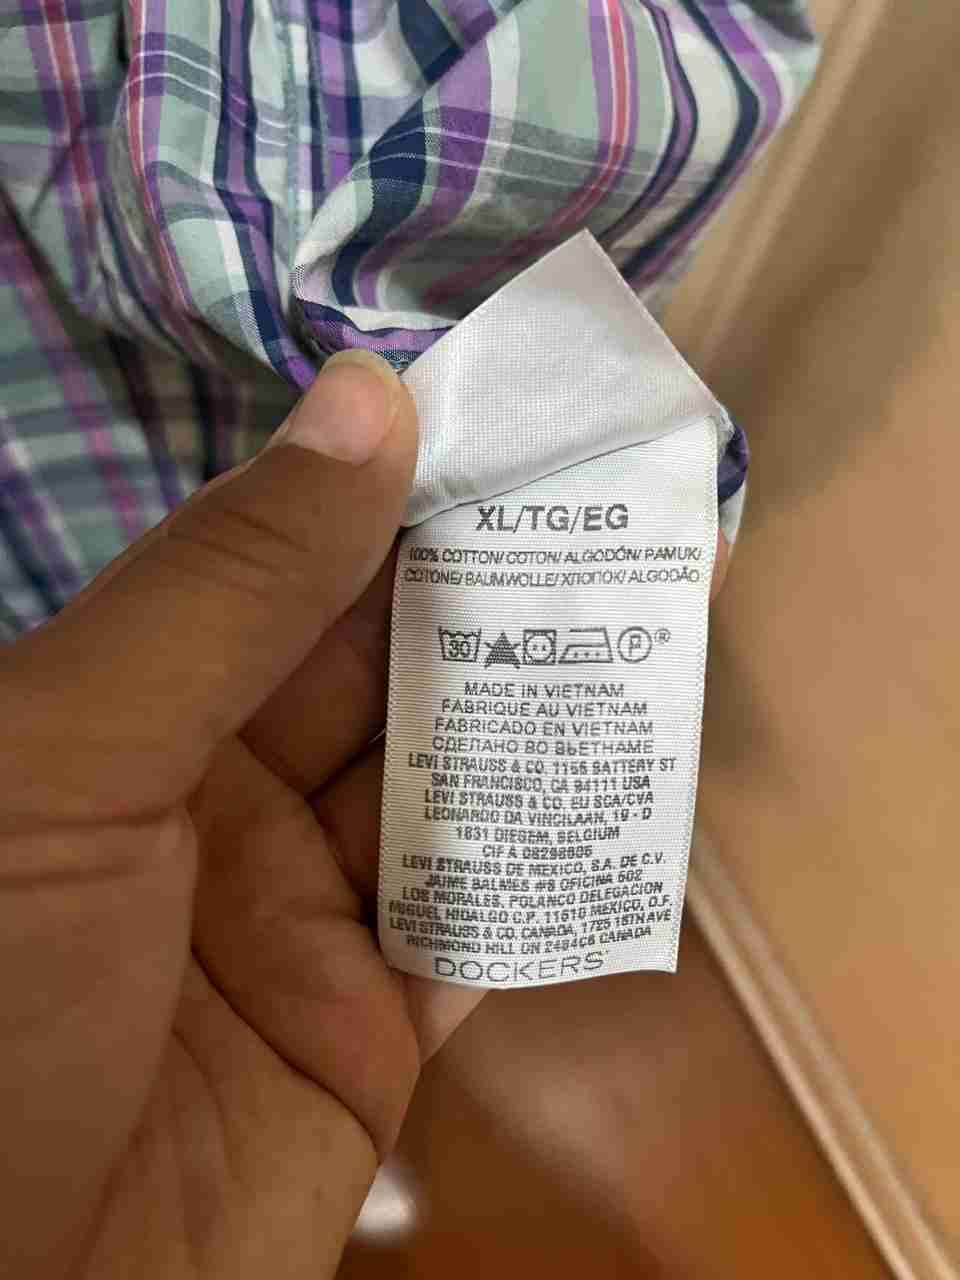 XL/TG/EG
100% COTTON/ COTON/ ALGODÓN/ PAMUK/
COTONE/ BAUMWOLLE/ ХЛОПОК/ ALGODÃO
30 P ®
MADE IN VIETNAM
FABRIQUE AU VIETNAM
FABRICADO EN VIETNAM
СДЕЛАНО ВО ВЬЕТНАМЕ
LEVI STRAUSS & CO. 1155 BATTERY ST
SAN FRANCISCO, CA 94111 USA
LEVI STRAUSS & CO. EU SCA/CVA
LEONARDO DA VINCILAAN, 19 - D
1831 DIEGEM, BELGIUM
CIF A 08298606
LEVI STRAUSS DE MEXICO, S.A. DE C.V.
JAIME BALMES #8 OFICINA 602
LOS MORALES, POLANCO DELEGACION
MIGUEL HIDALGO C.P. 11510 MEXICO, D.F.
LEVI STRAUSS & CO. CANADA, 1725 16TH AVE
RICHMOND HILL ON CANADA
DOCKERS